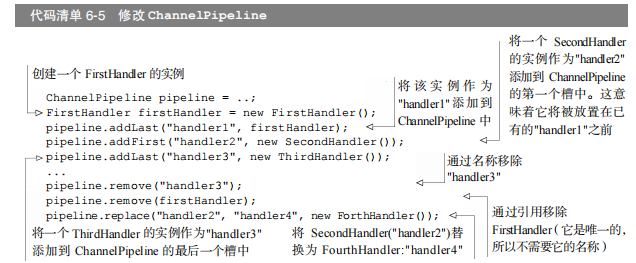 代码清单 6-5 修改 ChannelPipeline
将一个 SecondHandler
的实例作为"handler2"
添加到 ChannelPipeline
的第一个槽中。这意
味着它将被放置在已
有的"handler1"之前
创建一个 FirstHandler 的实例
将该实例作为
"handler1"添加到
ChannelPipeline 中
ChannelPipeline pipeline = ..;
FirstHandler firstHandler = new FirstHandler();
pipeline.addLast("handler1", firstHandler);
pipeline.addFirst("handler2", new SecondHandler());
pipeline.addLast("handler3", new ThirdHandler());
...
pipeline.remove("handler3");
pipeline.remove(firstHandler);
pipeline.replace("handler2", "handler4", new ForthHandler());
通过名称移除
"handler3"
通过引用移除
FirstHandler（它是唯一的，
所以不需要它的名称）
将一个 ThirdHandler 的实例作为"handler3"
添加到 ChannelPipeline 的最后一个槽中
将 SecondHandler("handler2")替
换为 FourthHandler:"handler4"